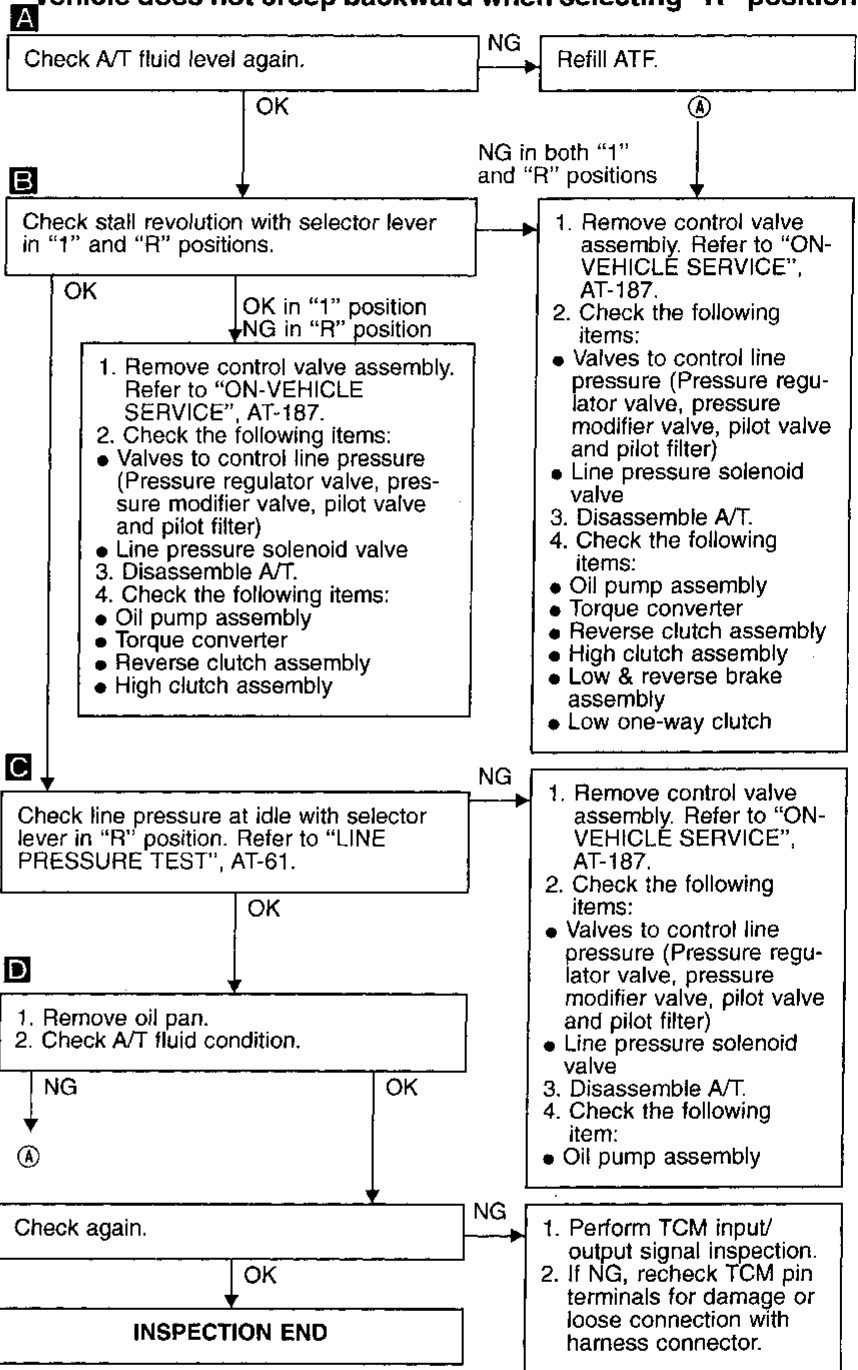 Vehicle does not creep backward when selecting "R" position
A
Check A/T fluid level again.
NG
Refill ATF.
OK
Ⓐ
NG in both "1"
and "R" positions
B
Check stall revolution with selector lever
in "1" and "R" positions.
OK
OK in "1" position
NG in "R" position
1. Remove control valve assembly.
Refer to "ON-VEHICLE
SERVICE", AT-187.
2. Check the following items:
● Valves to control line pressure
(Pressure regulator valve, pres-
sure modifier valve, pilot valve
and pilot filter)
● Line pressure solenoid valve
3. Disassemble A/T.
4. Check the following items:
● Oil pump assembly
● Torque converter
● Reverse clutch assembly
● High clutch assembly
1. Remove control valve
assembly. Refer to "ON-
VEHICLE SERVICE",
AT-187.
2. Check the following
items:
● Valves to control line
pressure (Pressure regu-
lator valve, pressure
modifier valve, pilot valve
and pilot filter)
● Line pressure solenoid
valve
3. Disassemble A/T.
4. Check the following
items:
● Oil pump assembly
● Torque converter
● Reverse clutch assembly
● High clutch assembly
● Low & reverse brake
assembly
● Low one-way clutch
C
Check line pressure at idle with selector
lever in "R" position. Refer to "LINE
PRESSURE TEST", AT-61.
NG
1. Remove control valve
assembly. Refer to "ON-
VEHICLE SERVICE",
AT-187.
2. Check the following
items:
● Valves to control line
pressure (Pressure regu-
lator valve, pressure
modifier valve, pilot valve
and pilot filter)
● Line pressure solenoid
valve
3. Disassemble A/T.
4. Check the following
item:
● Oil pump assembly
OK
D
1. Remove oil pan.
2. Check A/T fluid condition.
NG
OK
Ⓐ
Check again.
NG
1. Perform TCM input/
output signal inspection.
2. If NG, recheck TCM pin
terminals for damage or
loose connection with
harness connector.
OK
INSPECTION END